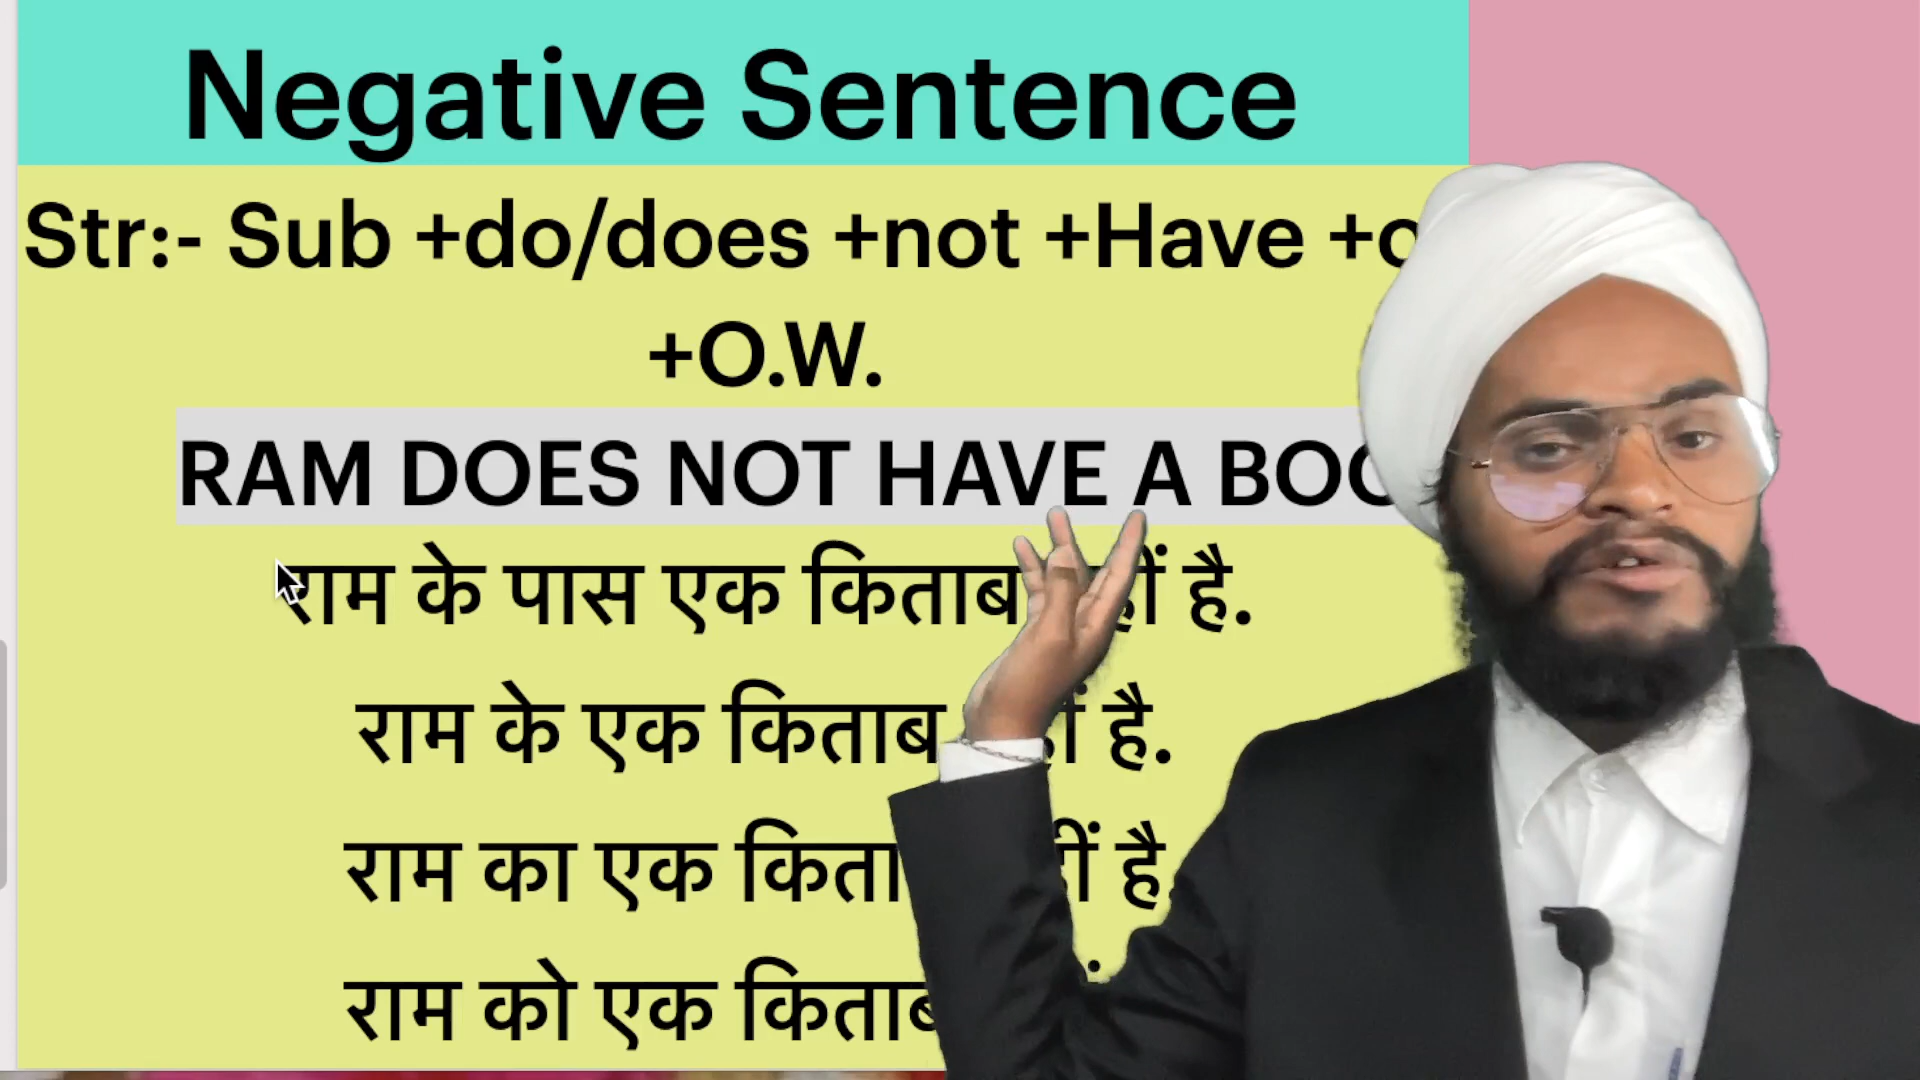 Negative Sentence
Str:- Sub +do/does +not +Have
+O.W.
RAM DOES NOT HAVE A
राम के पास एक किताब है.
राम के एक किताब है.
राम का एक है
राम को एक